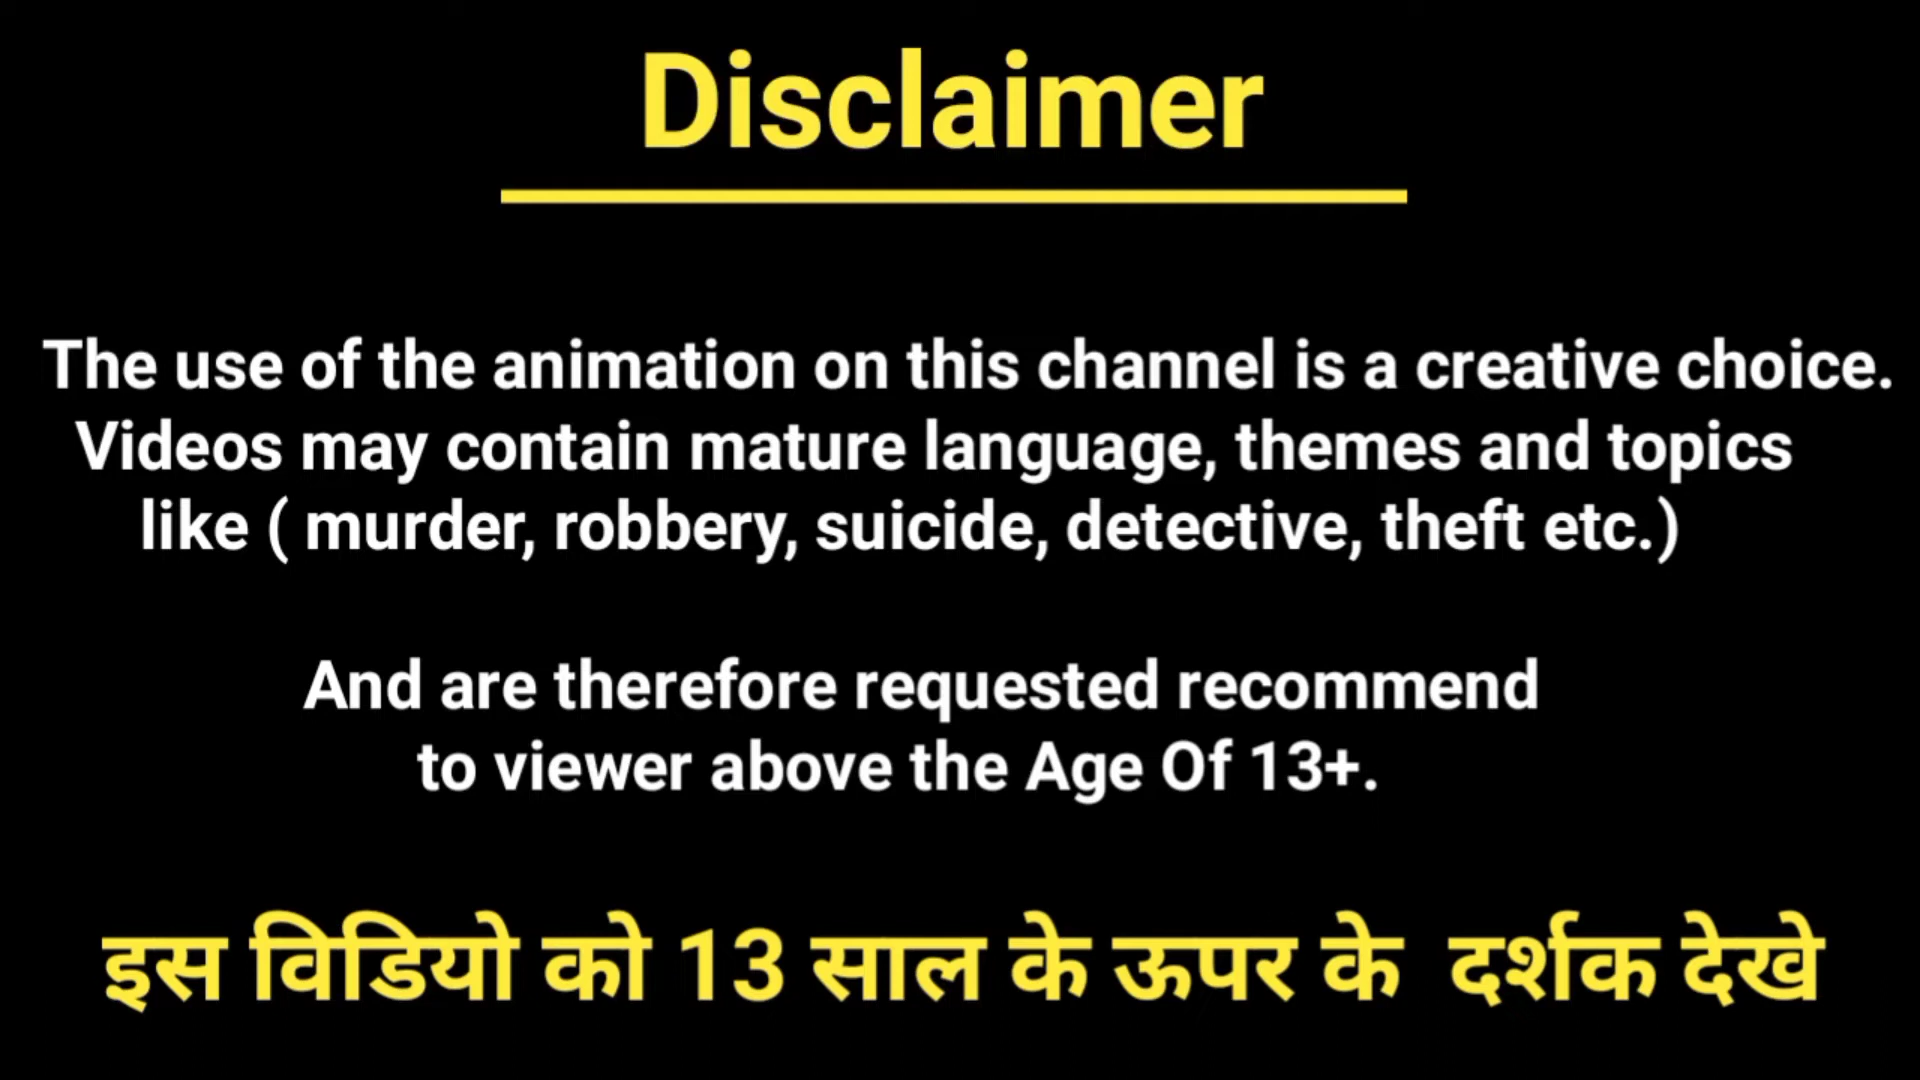 Disclaimer
The use of the animation on this channel is a creative choice.
Videos may contain mature language, themes and topics
like ( murder, robbery, suicide, detective, theft etc.)
And are therefore requested recommend
to viewer above the Age Of 13+.
इस विडियो को 13 साल के ऊपर के दर्शक देखे